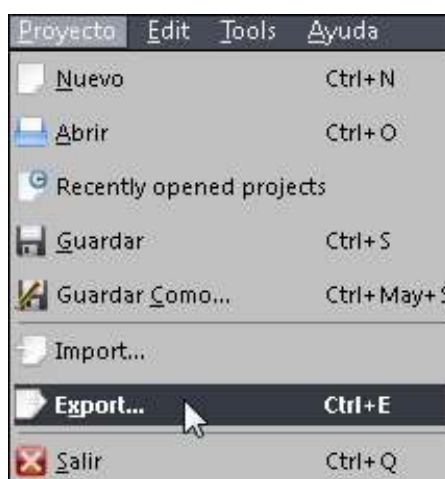 Proyecto Edit Tools Ayuda
Nuevo Ctrl+N
Abrir Ctrl+O
Recently opened projects
Guardar Ctrl+S
Guardar Como... Ctrl+May+S
Import...
Export... Ctrl+E
Salir Ctrl+Q